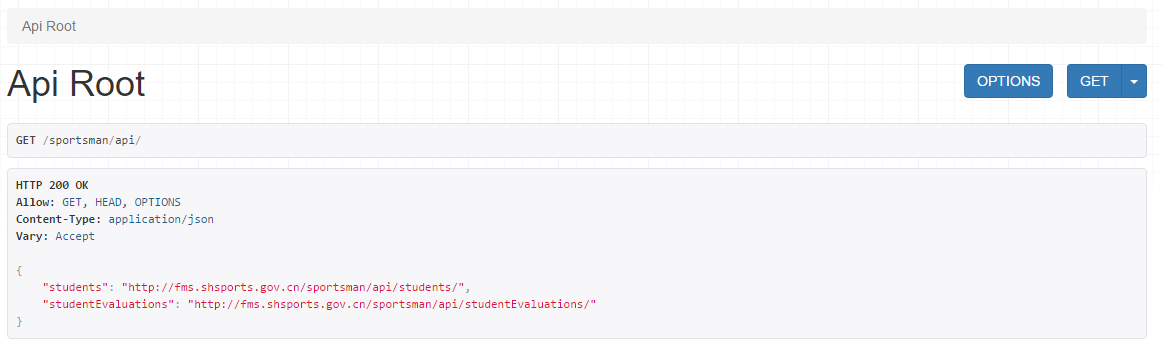 Api Root
Api Root
OPTIONS
GET
GET /sportsman/api/
HTTP 200 OK
Allow: GET, HEAD, OPTIONS
Content-Type: application/json
Vary: Accept
{
"students": "http://fms.shsports.gov.cn/sportsman/api/students/",
"studentEvaluations": "http://fms.shsports.gov.cn/sportsman/api/studentEvaluations/"
}